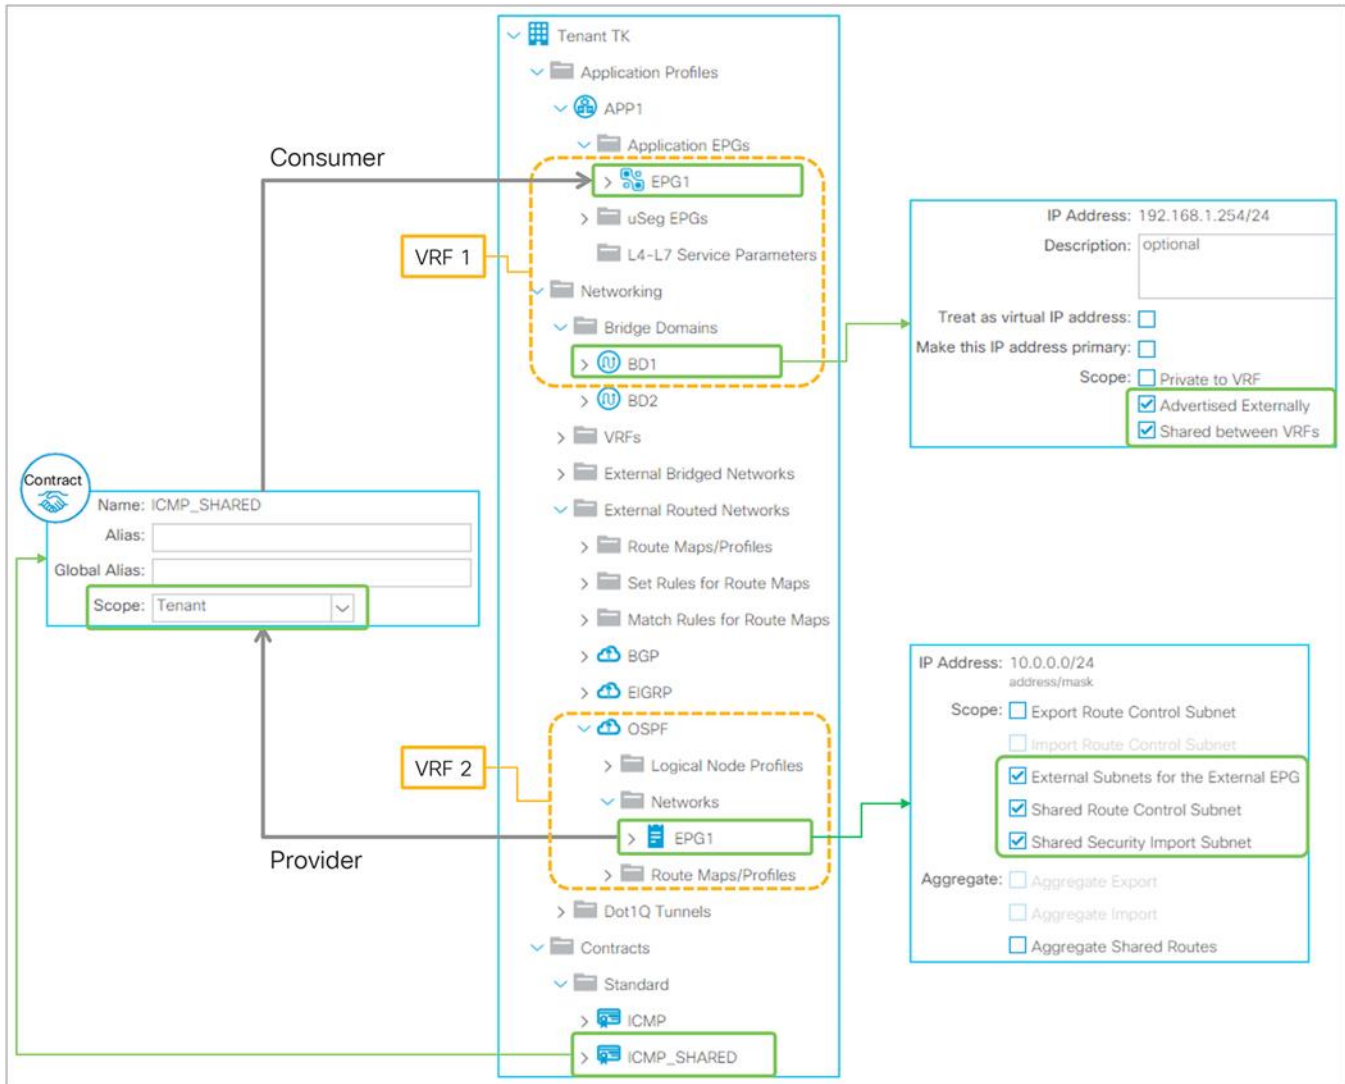 Tenant TK
Application Profiles
APP1
Application EPGs
Consumer
EPG1
uSeg EPGs
VRF 1
L4-L7 Service Parameters
Networking
Bridge Domains
BD1
BD2
VRFs
External Bridged Networks
External Routed Networks
Route Maps/Profiles
Set Rules for Route Maps
Match Rules for Route Maps
BGP
EIGRP
OSPF
VRF 2
Logical Node Profiles
Networks
EPG1
Provider
Route Maps/Profiles
Dot1Q Tunnels
Contracts
Standard
ICMP
ICMP_SHARED
Contract
Name: ICMP_SHARED
Alias:
Global Alias:
Scope: Tenant
IP Address: 192.168.1.254/24
Description: optional
Treat as virtual IP address:
Make this IP address primary:
Scope: Private to VRF
Advertised Externally
Shared between VRFs
IP Address: 10.0.0.0/24
address/mask
Scope: Export Route Control Subnet
Import Route Control Subnet
External Subnets for the External EPG
Shared Route Control Subnet
Shared Security Import Subnet
Aggregate: Aggregate Export
Aggregate Import
Aggregate Shared Routes